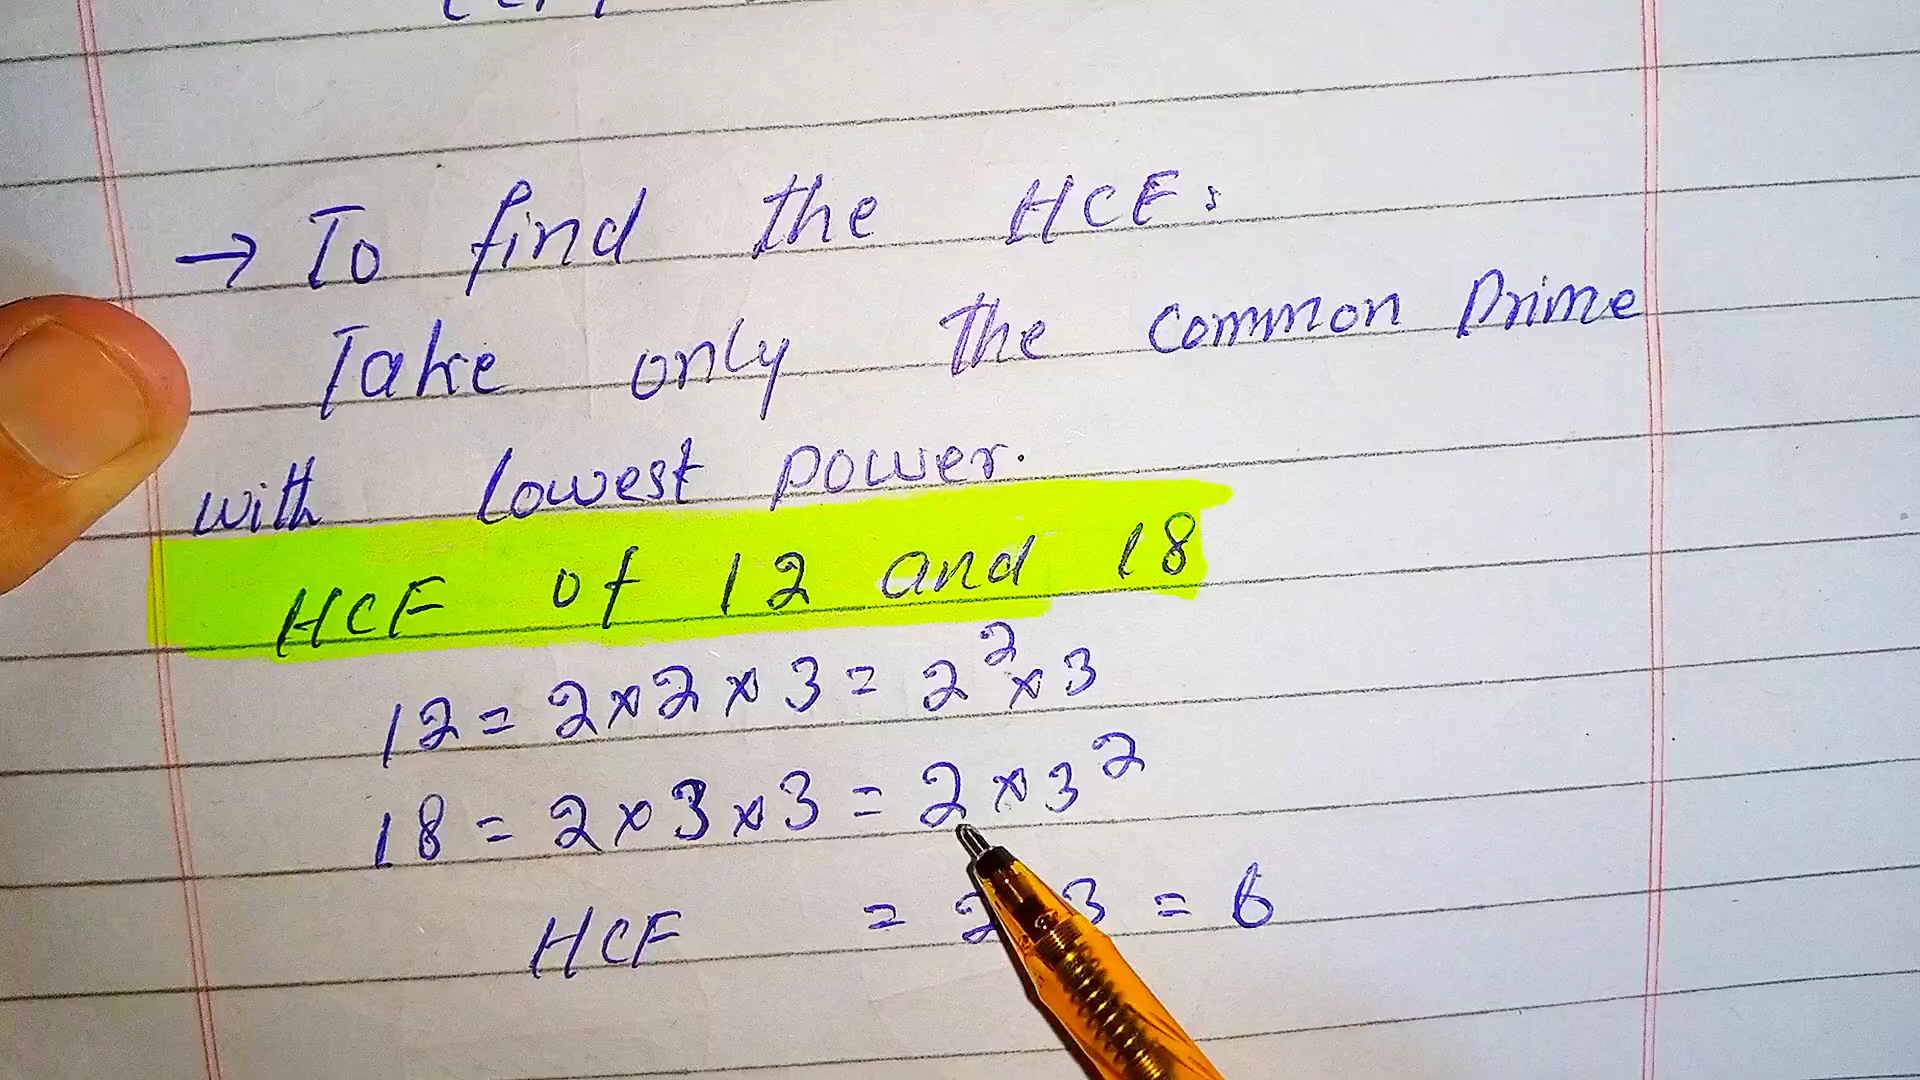 → To find the HCF:
Take only the common Prime
with lowest power.
HCF of 12 and 18
12 = 2 × 2 × 3 = 2² × 3
18 = 2 × 3 × 3 = 2 × 3²
HCF = 2 3 = 6